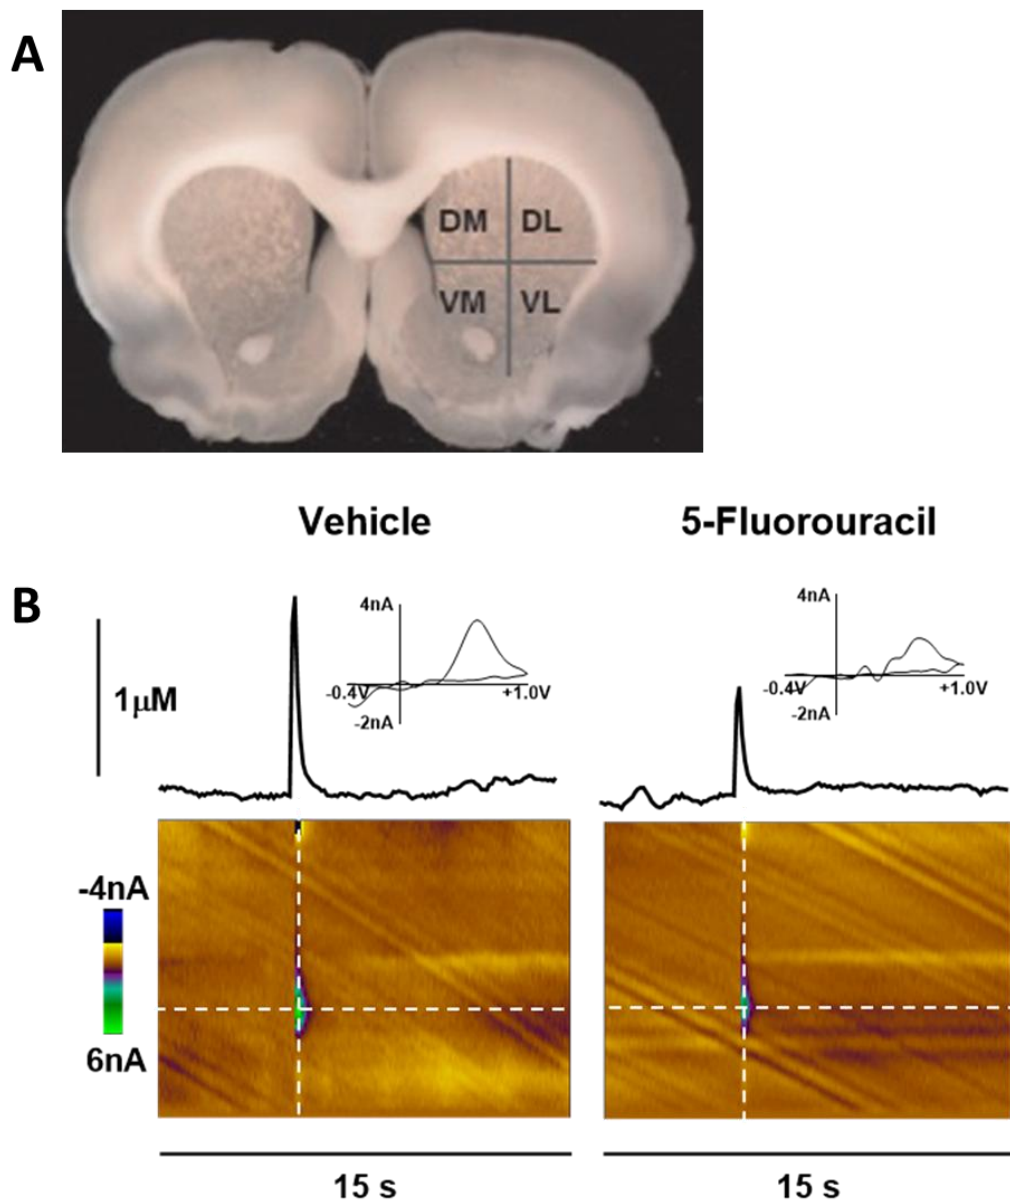 A
DM DL
VM VL
Vehicle 5-Fluorouracil
B
1μM
4nA
-0.4V +1.0V
-2nA
4nA
-0.4V +1.0V
-2nA
-4nA
6nA
15 s 15 s